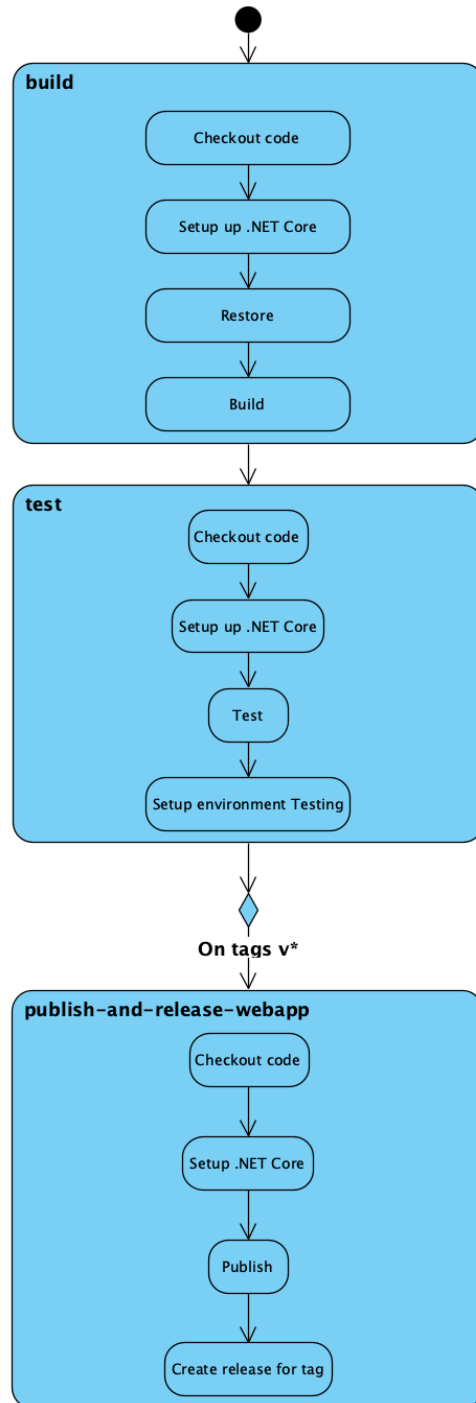 build
Checkout code
Setup up .NET Core
Restore
Build
test
Checkout code
Setup up .NET Core
Test
Setup environment Testing
On tags v*
publish-and-release-webapp
Checkout code
Setup .NET Core
Publish
Create release for tag